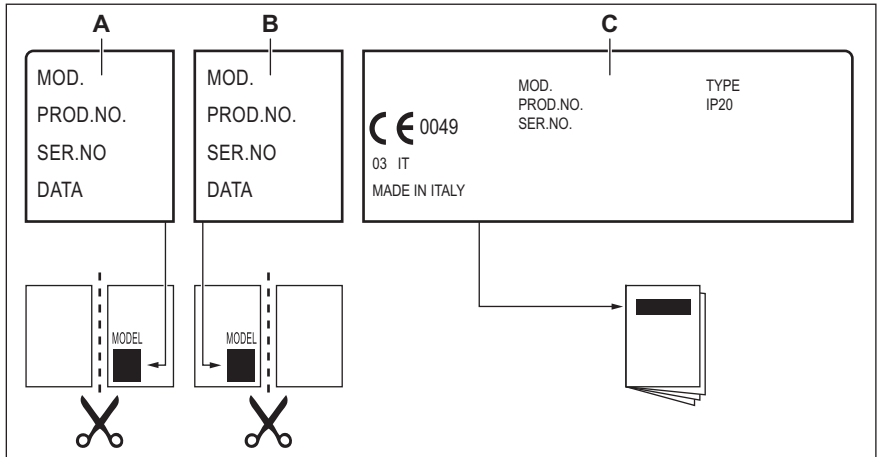 A
B
C
MOD.
PROD.NO.
SER.NO
DATA
MOD.
PROD.NO.
SER.NO
DATA
CE 0049
03 IT
MADE IN ITALY
MOD.
PROD.NO.
SER.NO.
TYPE
IP20
MODEL
MODEL